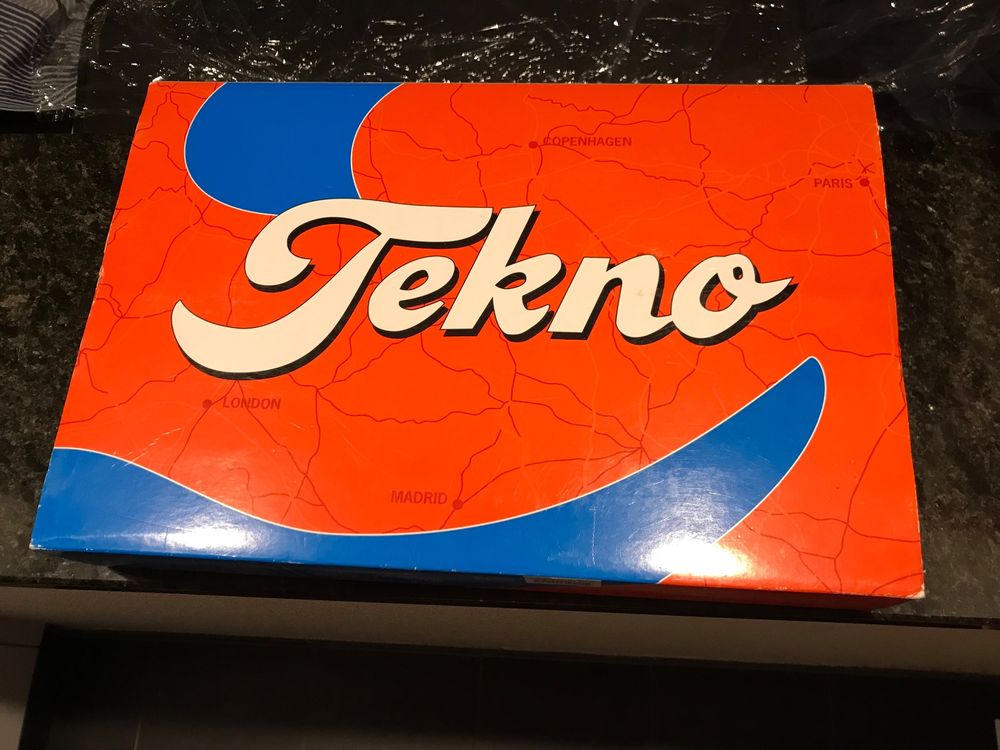 COPENHAGEN
PARIS
Tekno
LONDON
MADRID